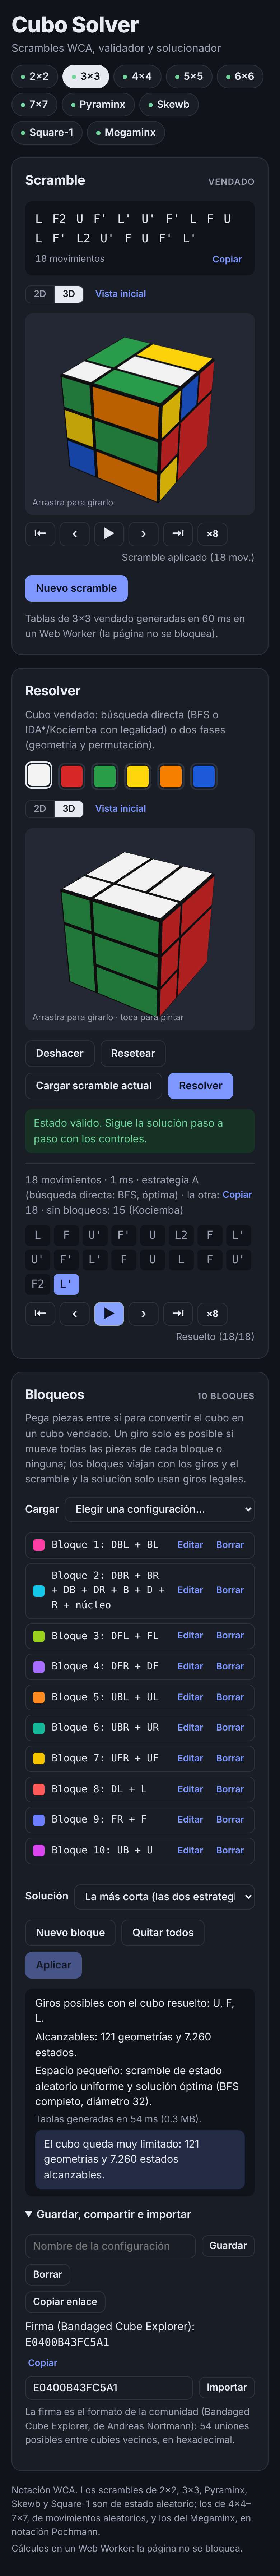 Cubo Solver
Scrambles WCA, validador y solucionador
2×2
3×3
4×4
5×5
6×6
7×7
Pyraminx
Skewb
Square-1
Megaminx
Scramble
VENDADO
L F2 U F' L' U' F' L F U
L F' L2 U' F U F' L'
18 movimientos
Copiar
2D
3D
Vista inicial
Arrastra para girarlo
×8
Scramble aplicado (18 mov.)
Nuevo scramble
Tablas de 3×3 vendado generadas en 60 ms en
un Web Worker (la página no se bloquea).
Resolver
Cubo vendado: búsqueda directa (BFS o
IDA*/Kociemba con legalidad) o dos fases
(geometría y permutación).
2D
3D
Vista inicial
Arrastra para girarlo · toca para pintar
Deshacer
Resetear
Cargar scramble actual
Resolver
Estado válido. Sigue la solución paso a
paso con los controles.
18 movimientos · 1 ms · estrategia A
(búsqueda directa: BFS, óptimo) · la otra:
18 · sin bloqueos: 15 (Kociemba)
Copiar
L F U' F' U L2 F L'
U' F' L' F U L F U'
F2 L'
×8
Resuelto (18/18)
Bloqueos
10 BLOQUES
Pega piezas entre sí para convertir el cubo en
un cubo vendado. Un giro solo es posible si
mueve todas las piezas de cada bloque o
ninguna; los bloques viajan con los giros y el
scramble y la solución solo usan giros legales.
Cargar
Elegir una configuración...
Bloque 1: DBL + BL
Editar
Borrar
Bloque 2: DBR + BR
+ DB + DR + B + D +
R + núcleo
Editar
Borrar
Bloque 3: DFL + FL
Editar
Borrar
Bloque 4: DFR + DF
Editar
Borrar
Bloque 5: UBL + UL
Editar
Borrar
Bloque 6: UBR + UR
Editar
Borrar
Bloque 7: UFR + UF
Editar
Borrar
Bloque 8: DL + L
Editar
Borrar
Bloque 9: FR + F
Editar
Borrar
Bloque 10: UB + U
Editar
Borrar
Solución
La más corta (las dos estrategi
Nuevo bloque
Quitar todos
Aplicar
Giros posibles con el cubo resuelto: U, F,
L.
Alcanzables: 121 geometrías y 7.260
estados.
Espacio pequeño: scramble de estado
aleatorio uniforme y solución óptima (BFS
completo, diámetro 32).
Tablas generadas en 54 ms (0.3 MB).
El cubo queda muy limitado: 121
geometrías y 7.260 estados
alcanzables.
Guardar, compartir e importar
Nombre de la configuración
Guardar
Borrar
Copiar enlace
Firma (Bandaged Cube Explorer):
E0400B43FC5A1
Copiar
E0400B43FC5A1
Importar
La firma es el formato de la comunidad (Bandaged
Cube Explorer, de Andreas Nortmann): 54 uniones
posibles entre cubies vecinos, en hexadecimal.
Notación WCA. Los scrambles de 2×2, 3×3, Pyraminx,
Skewb y Square-1 son de estado aleatorio; los de 4×4–
7×7, de movimientos aleatorios, y los del Megaminx, en
notación Pochmann.
Cálculos en un Web Worker: la página no se bloquea.